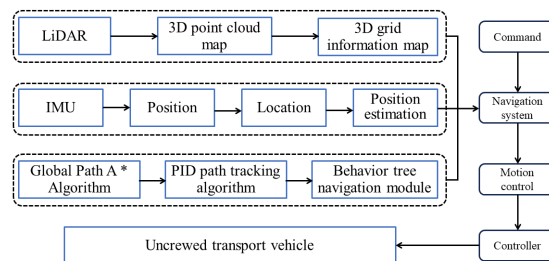 LiDAR
3D point cloud
map
3D grid
information map
Command
IMU
Position
Location
Position
estimation
Navigation
system
Global Path A *
Algorithm
PID path tracking
algorithm
Behavior tree
navigation module
Motion
control
Uncrewed transport vehicle
Controller